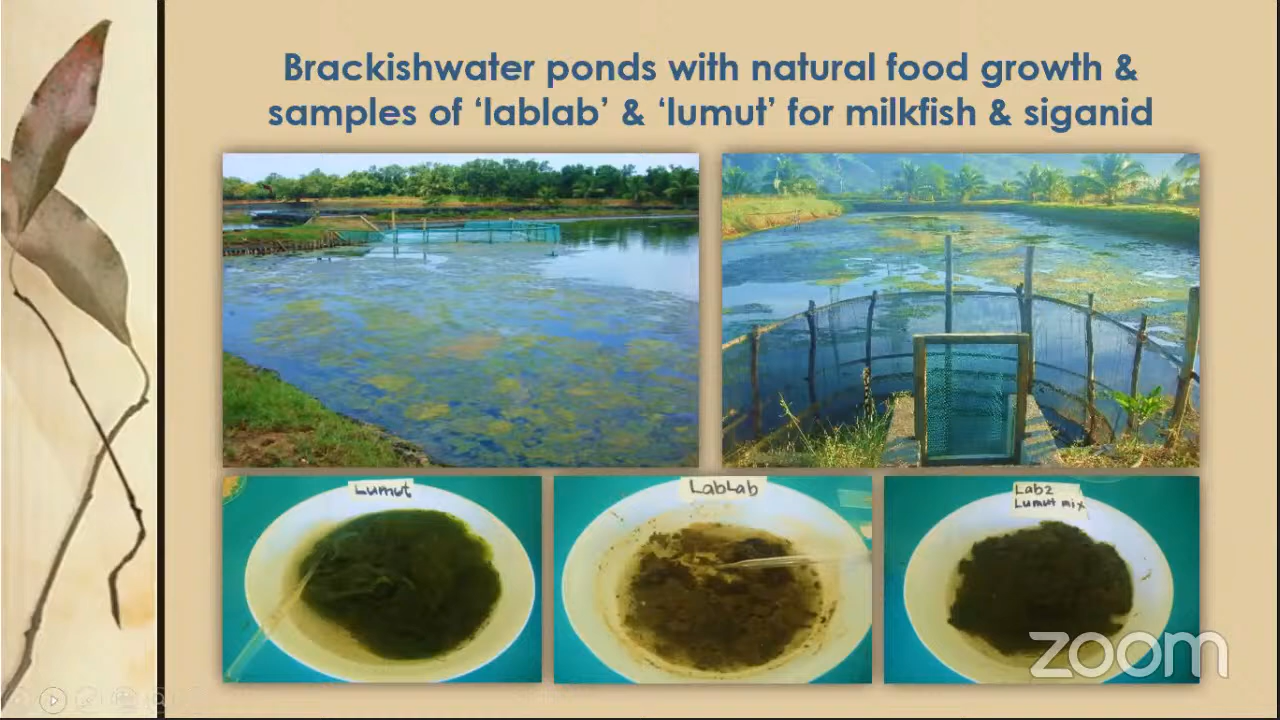 Brackishwater ponds with natural food growth &
samples of ‘lablab’ & ‘lumut’ for milkfish & siganid
Lumut
LabLab
Lab2
Lumut mix
zoom